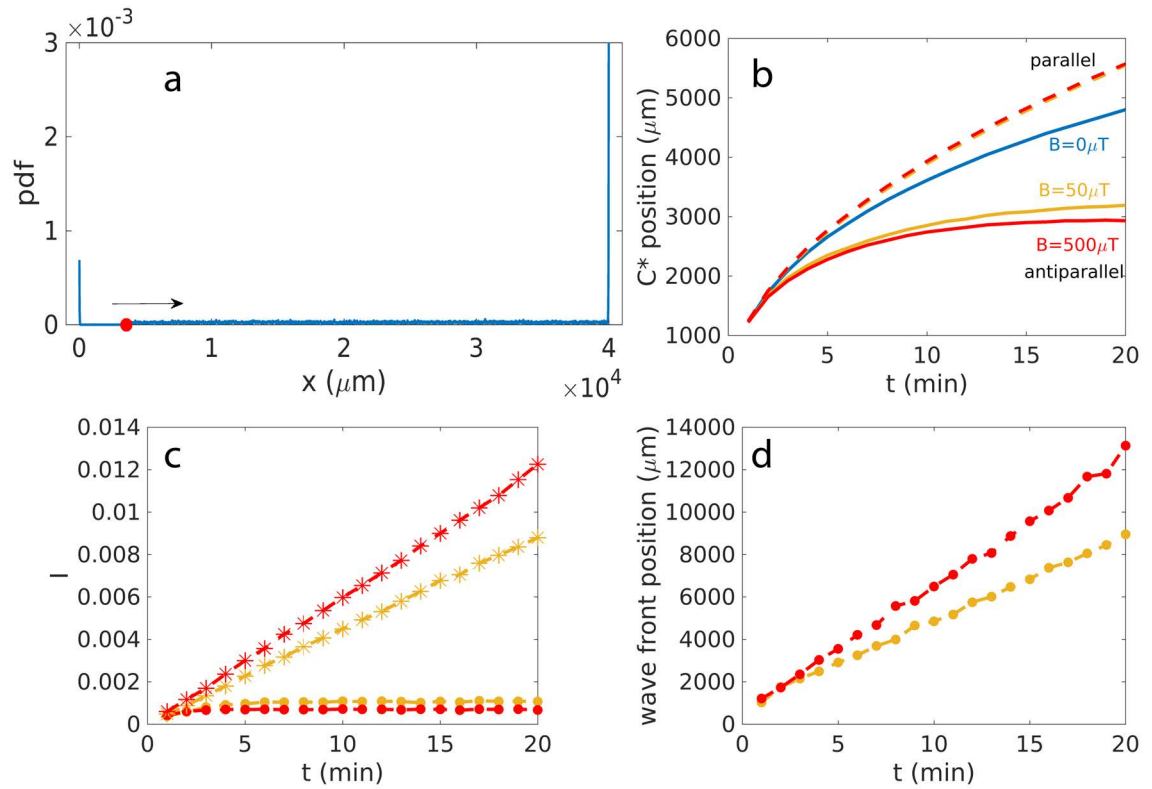 ×10⁻³
3
2
1
0
pdf
a
0
1
2
3
4
x (μm)
×10⁴
6000
5000
4000
3000
2000
1000
C* position (μm)
b
parallel
B=0μT
B=50μT
B=500μT
antiparallel
0
5
10
15
20
t (min)
0.014
0.012
0.01
0.008
0.006
0.004
0.002
0
I
c
0
5
10
15
20
t (min)
14000
12000
10000
8000
6000
4000
2000
0
wave front position (μm)
d
0
5
10
15
20
t (min)